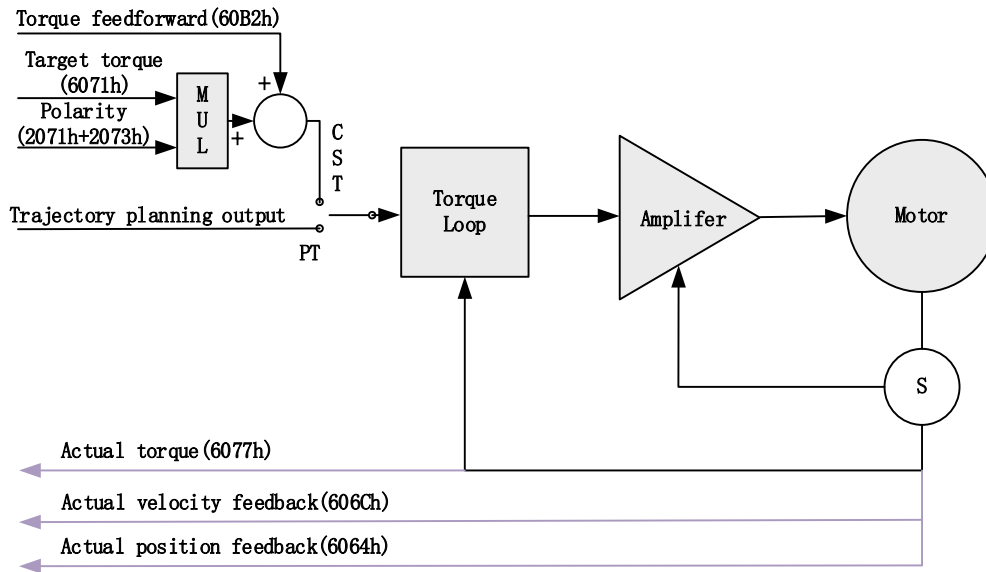 Torque feedforward(60B2h)
Target torque
(6071h)
Polarity
(2071h+2073h)
M
U
L
+
+
C
S
T
Trajectory planning output
PT
Torque
Loop
Amplifer
Motor
S
Actual torque(6077h)
Actual velocity feedback(606Ch)
Actual position feedback(6064h)